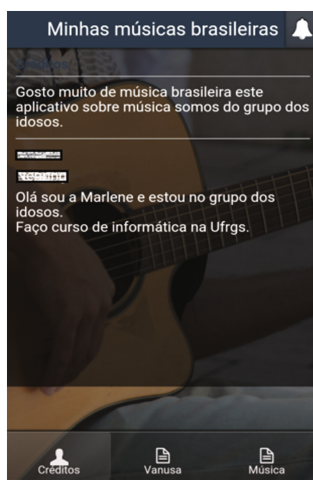 Minhas músicas brasileiras
Créditos
Gosto muito de música brasileira este
aplicativo sobre música somos do grupo dos
idosos.
Olá sou a Marlene e estou no grupo dos
idosos.
Faço curso de informática na Ufrgs.
Créditos
Vanusa
Música